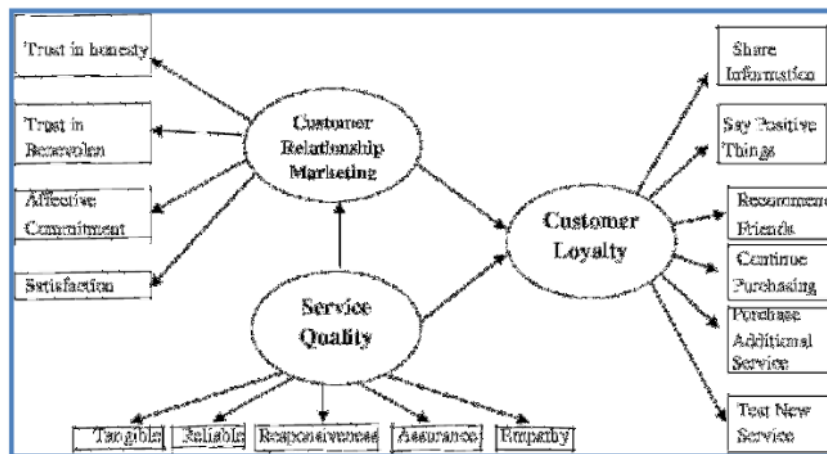 Trust in honesty
Trust in
Benevolen
Affective
Commitment
Satisfaction
Customer
Relationship
Marketing
Service
Quality
Customer
Loyalty
Share
Information
Say Positive
Things
Recommend
Friends
Continue
Purchasing
Purchase
Additional
Service
Test New
Service
Tangible
Reliable
Responsiveness
Assurance
Empathy